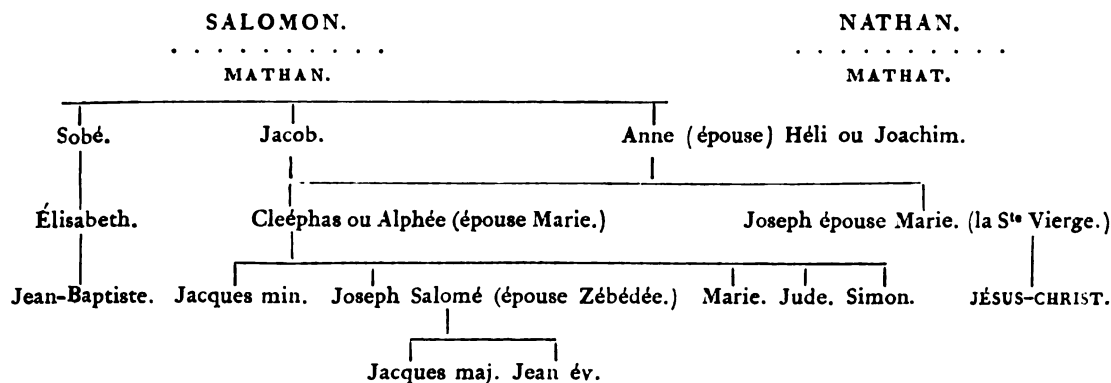 SALOMON. NATHAN.
. . . . . . . . . . . . . . . . . . . .
MATHAN. MATHAT.
Sobé. Jacob. Anne (épouse) Héli ou Joachim.
Élisabeth. Cleéphas ou Alphée (épouse Marie.) Joseph épouse Marie. (la Ste Vierge.)
Jean-Baptiste. Jacques min. Joseph Salomé (épouse Zébédée.) Marie. Jude. Simon. JÉSUS-CHRIST.
Jacques maj. Jean év.